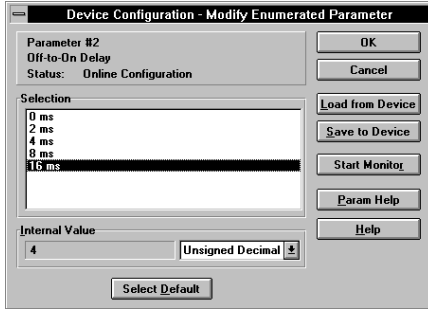 Device Configuration - Modify Enumerated Parameter
Parameter #2
Off-to-On Delay
Status: Online Configuration
OK
Cancel
Selection
0 ms
2 ms
4 ms
8 ms
16 ms
Load from Device
Save to Device
Start Monitor
Param Help
Help
Internal Value
4
Unsigned Decimal
Select Default